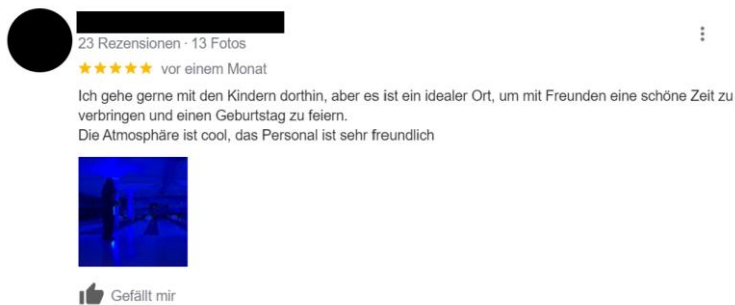 23 Rezensionen · 13 Fotos
vor einem Monat
Ich gehe gerne mit den Kindern dorthin, aber es ist ein idealer Ort, um mit Freunden eine schöne Zeit zu
verbringen und einen Geburtstag zu feiern.
Die Atmosphäre ist cool, das Personal ist sehr freundlich
Gefällt mir